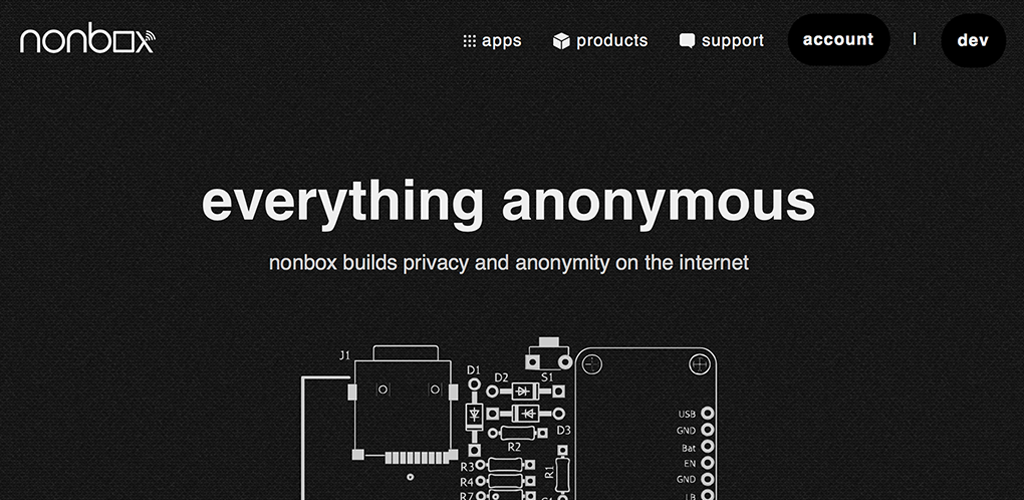 nonbox
apps
products
support
account
|
dev
everything anonymous
nonbox builds privacy and anonymity on the internet
J1
D1
D2
S1
D3
R2
R1
R3
R4
R7
USB
GND
Bat
EN
GND